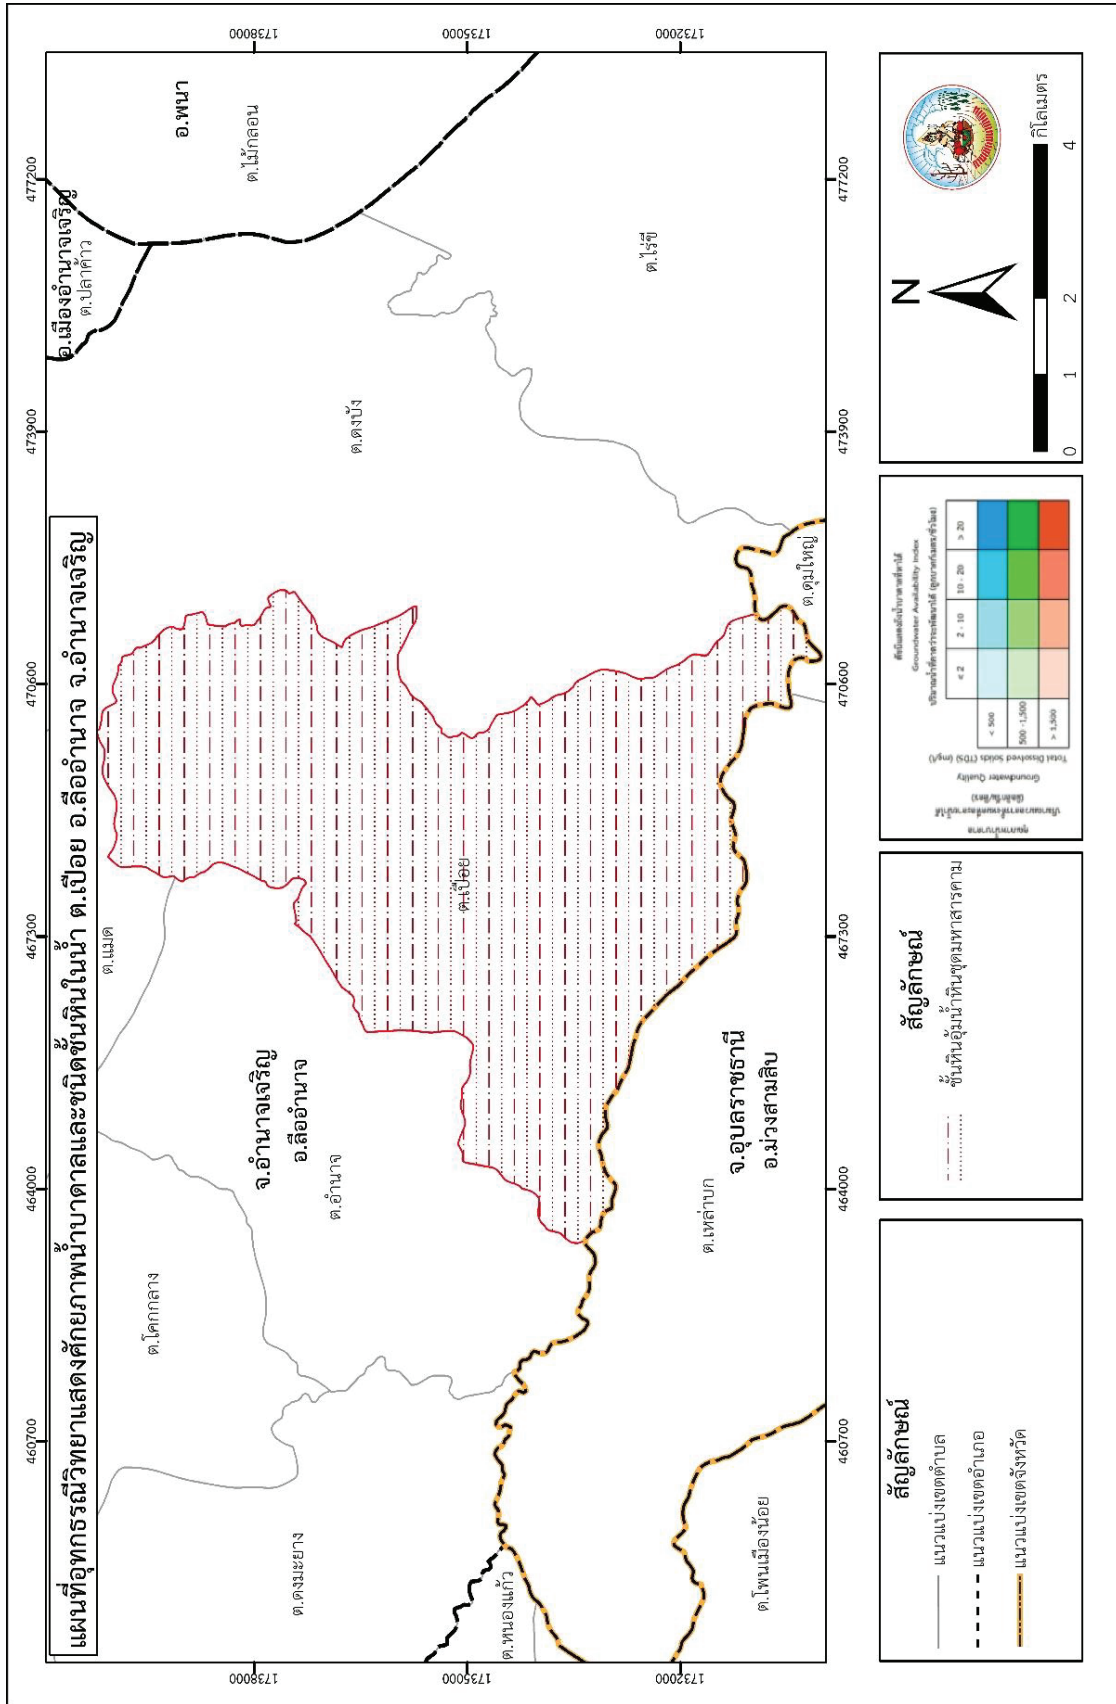 แผนที่อุทกธรณีวิทยาแสดงศักยภาพน้ำบาดาลและชนิดชั้นหินในน้ำ ต.เปือย อ.ลืออำนาจ จ.อำนาจเจริญ
460700
464000
467300
470600
473900
477200
1738000
1735000
1732000
1738000
1735000
1732000
460700
464000
467300
470600
473900
477200
อ.เมืองอำนาจเจริญ
ต.ปลาค้าว
อ.พนา
ต.ไม้กลอน
ต.แมด
ต.โคกกลาง
จ.อำนาจเจริญ
อ.ลืออำนาจ
ต.อำนาจ
ต.ดงมะยาง
ต.ดงบัง
ต.เปือย
ต.ไร่ขี
ต.หนองแก้ว
จ.อุบลราชธานี
อ.ม่วงสามสิบ
ต.เหล่าบก
ต.โพนเมืองน้อย
ต.ดุมใหญ่
สัญลักษณ์
แนวแบ่งเขตตำบล
แนวแบ่งเขตอำเภอ
แนวแบ่งเขตจังหวัด
สัญลักษณ์
ชั้นหินอุ้มน้ำหินชุดมหาสารคาม
Groundwater Availability Index
< 2
2 - 10
10 - 20
> 20
Groundwater Quality
Total Dissolved Solids (TDS) (mg/l)
< 500
500 -1,500
> 1,500
N
0
1
2
4
กิโลเมตร